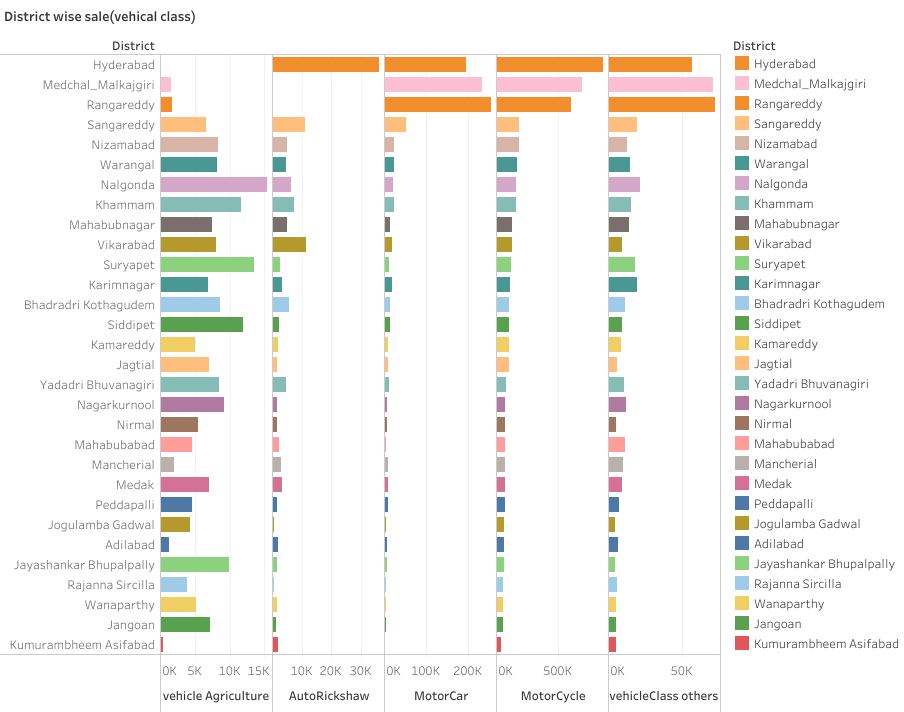 District wise sale(vehical class)
District
Hyderabad
Medchal_Malkajgiri
Rangareddy
Sangareddy
Nizamabad
Warangal
Nalgonda
Khammam
Mahabubnagar
Vikarabad
Suryapet
Karimnagar
Bhadradri Kothagudem
Siddipet
Kamareddy
Jagtial
Yadadri Bhuvanagiri
Nagarkurnool
Nirmal
Mahabubabad
Mancherial
Medak
Peddapalli
Jogulamba Gadwal
Adilabad
Jayashankar Bhupalpally
Rajanna Sircilla
Wanaparthy
Jangoan
Kumurambheem Asifabad
0K 5K 10K 15K 10K 20K 30K 0K 100K 200K 0K 500K 0K 50K
vehicle Agriculture AutoRickshaw MotorCar MotorCycle vehicleClass others
District
Hyderabad
Medchal_Malkajgiri
Rangareddy
Sangareddy
Nizamabad
Warangal
Nalgonda
Khammam
Mahabubnagar
Vikarabad
Suryapet
Karimnagar
Bhadradri Kothagudem
Siddipet
Kamareddy
Jagtial
Yadadri Bhuvanagiri
Nagarkurnool
Nirmal
Mahabubabad
Mancherial
Medak
Peddapalli
Jogulamba Gadwal
Adilabad
Jayashankar Bhupalpally
Rajanna Sircilla
Wanaparthy
Jangoan
Kumurambheem Asifabad